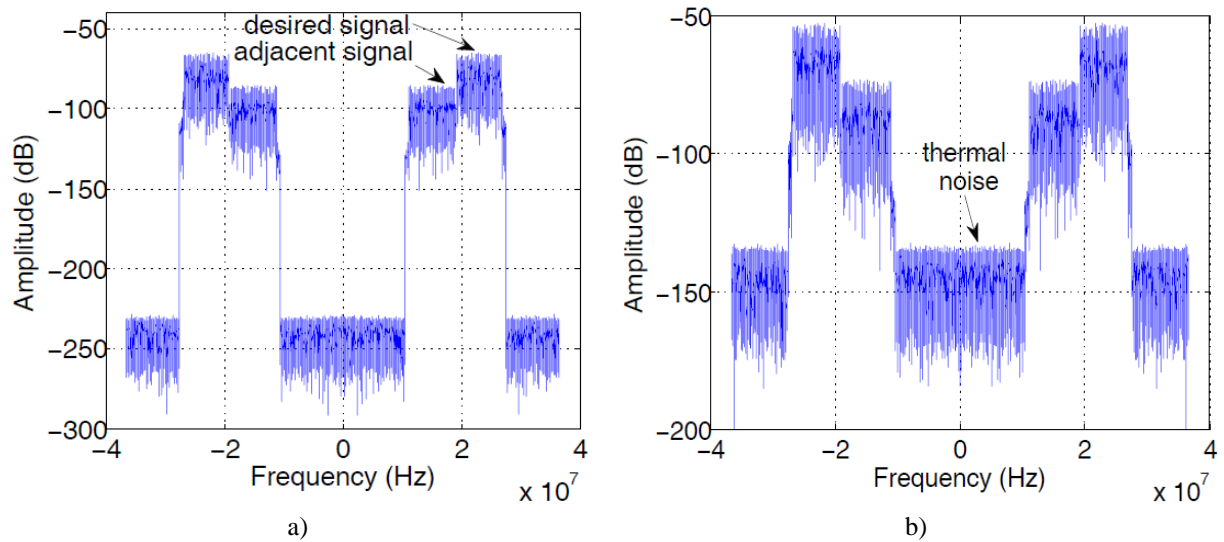 desired signal
adjacent signal
−50
−100
−150
−200
−250
−300
Amplitude (dB)
−4
−2
0
2
4
Frequency (Hz)
x 10^7
a)
thermal
noise
−50
−100
−150
−200
Amplitude (dB)
−4
−2
0
2
4
Frequency (Hz)
x 10^7
b)